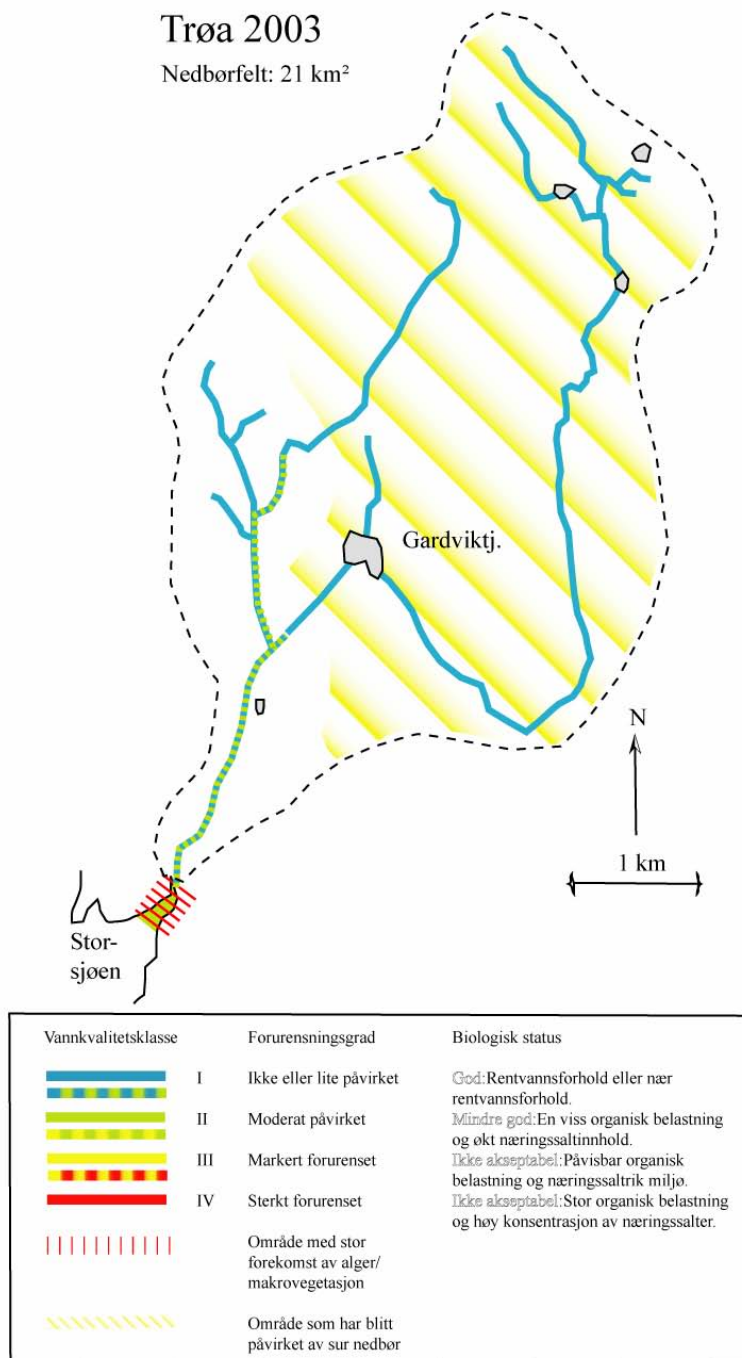 Trøa 2003
Nedbørfelt: 21 km²
Gardviktj.
N
1 km
Stor-
sjøen
Vannkvalitetsklasse Forurensningsgrad Biologisk status
I Ikke eller lite påvirket God:Rentvannsforhold eller nær
rentvannsforhold.
II Moderat påvirket Mindre god:En viss organisk belastning
og økt næringssaltinnhold.
III Markert forurenset Ikke akseptabel:Påvisbar organisk
belastning og næringssaltrik miljø.
IV Sterkt forurenset Ikke akseptabel:Stor organisk belastning
og høy konsentrasjon av næringssalter.
Område med stor
forekomst av alger/
makrovegetasjon
Område som har blitt
påvirket av sur nedbør